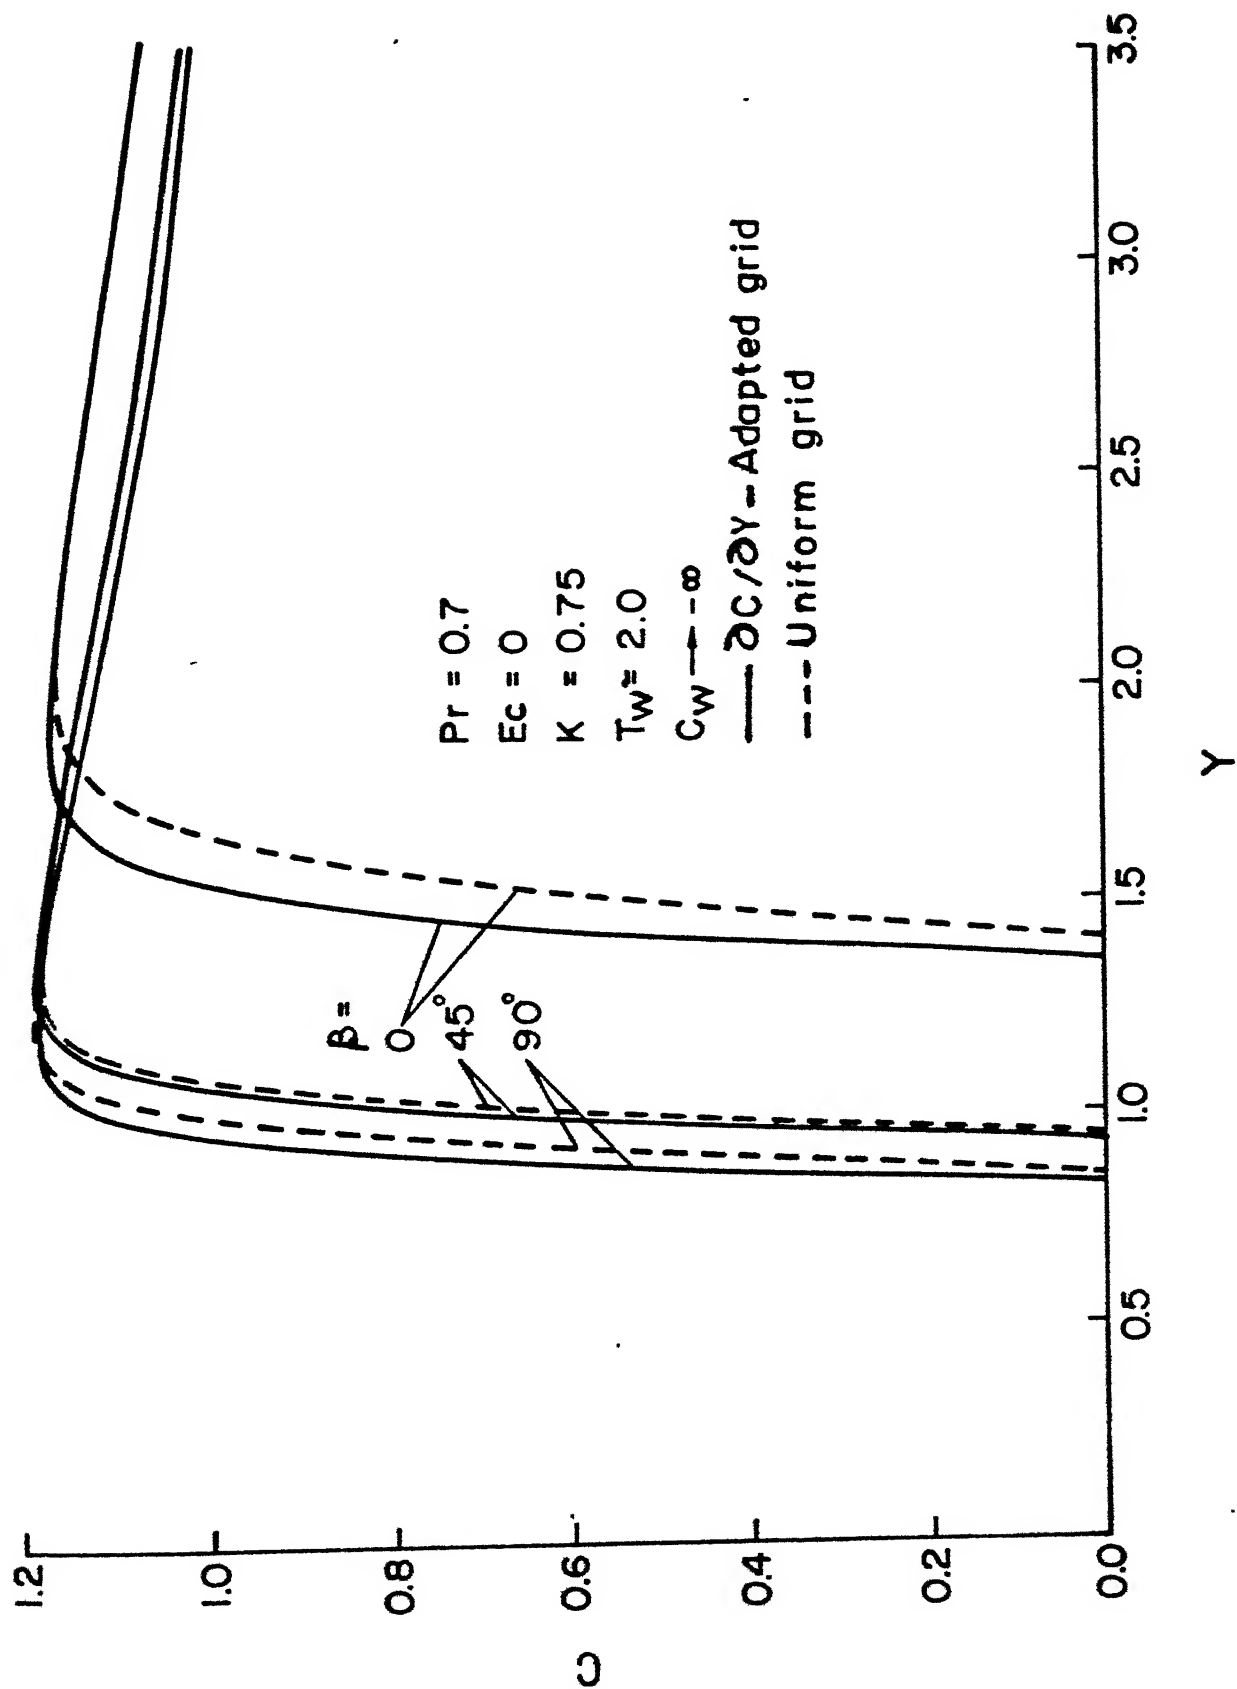 1.2
1.0
0.8
0.6
0.4
0.2
0.0
C
β =
0
45°
90°
Pr = 0.7
Ec = 0
K = 0.75
Tw = 2.0
Cw → -∞
∂C/∂Y - Adapted grid
Uniform grid
0.5
1.0
1.5
2.0
2.5
3.0
3.5
Y